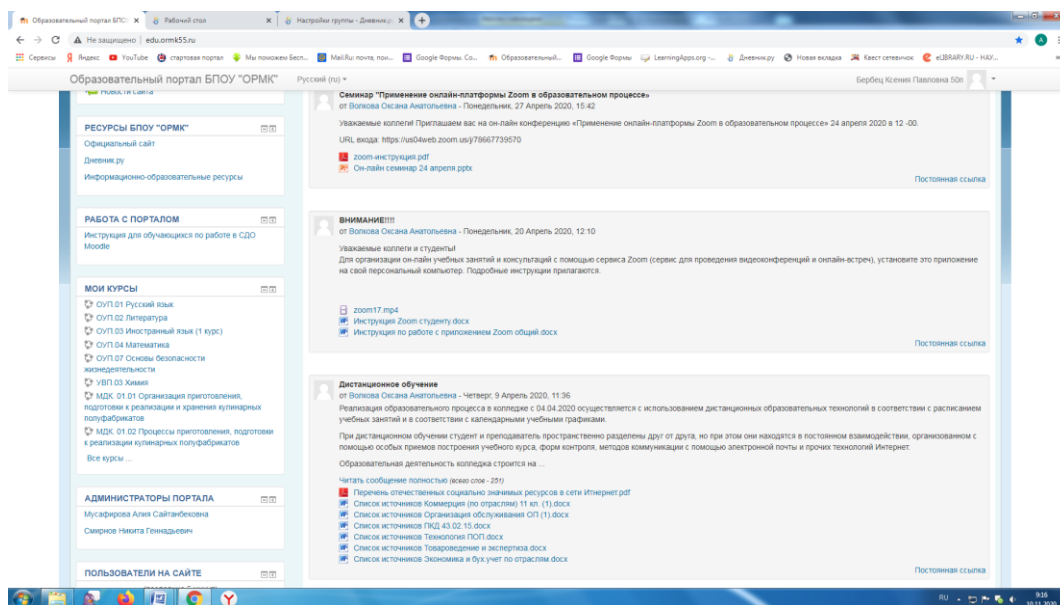 Образовательный портал БПО
Рабочий стол
Настройки группы - Дневник.р
Не защищено | edu.ormk55.ru
Сервисы
Яндекс
YouTube
стартовая портал
Мы поможем Бесп...
Mail.Ru: почта, пои...
Google Формы. Со...
Образовательный...
Google Формы
LearningApps.org -...
Дневник.ру
Новая вкладка
Квест сетевичок
eLIBRARY.RU - НАУ...
Образовательный портал БПОУ "ОРМК"
Русский (ru)
Бербец Ксения Павловна 50п
Новости сайта
РЕСУРСЫ БПОУ "ОРМК"
Официальный сайт
Дневник.ру
Информационно-образовательные ресурсы
РАБОТА С ПОРТАЛОМ
Инструкция для обучающихся по работе в СДО
Moodle
МОИ КУРСЫ
ОУП.01 Русский язык
ОУП.02 Литература
ОУП.03 Иностранный язык (1 курс)
ОУП.04 Математика
ОУП.07 Основы безопасности
жизнедеятельности
УВП.03 Химия
МДК. 01.01 Организация приготовления,
подготовки к реализации и хранения кулинарных
полуфабрикатов
МДК. 01.02 Процессы приготовления, подготовки
к реализации кулинарных полуфабрикатов
Все курсы ...
АДМИНИСТРАТОРЫ ПОРТАЛА
Мусафирова Алия Сайтанбековна
Смирнов Никита Геннадьевич
ПОЛЬЗОВАТЕЛИ НА САЙТЕ
Семинар "Применение онлайн-платформы Zoom в образовательном процессе»
от Волкова Оксана Анатольевна - Понедельник, 27 Апрель 2020, 15:42
Уважаемые коллеги! Приглашаем вас на он-лайн конференцию «Применение онлайн-платформы Zoom в образовательном процессе» 24 апреля 2020 в 12 -00.
URL входа: https://us04web.zoom.us/j/78667739570
zoom-инструкция.pdf
Он-лайн семинар 24 апреля.pptx
Постоянная ссылка
ВНИМАНИЕ!!!!
от Волкова Оксана Анатольевна - Понедельник, 20 Апрель 2020, 12:10
Уважаемые коллеги и студенты!
Для организации он-лайн учебных занятий и консультаций с помощью сервиса Zoom (сервис для проведения видеоконференций и онлайн-встреч), установите это приложение
на свой персональный компьютер. Подробные инструкции прилагаются.
zoom17.mp4
Инструкция Zoom студенту.docx
Инструкция по работе с приложением Zoom общий.docx
Постоянная ссылка
Дистанционное обучение
от Волкова Оксана Анатольевна - Четверг, 9 Апрель 2020, 11:36
Реализация образовательного процесса в колледже с 04.04.2020 осуществляется с использованием дистанционных образовательных технологий в соответствии с расписанием
учебных занятий и в соответствии с календарными учебными графиками.
При дистанционном обучении студент и преподаватель пространственно разделены друг от друга, но при этом они находятся в постоянном взаимодействии, организованном с
помощью особых приемов построения учебного курса, форм контроля, методов коммуникации с помощью электронной почты и прочих технологий Интернет.
Образовательная деятельность колледжа строится на ...
Читать сообщение полностью (всего слов - 251)
Перечень отечественных социально значимых ресурсов в сети Итнернет.pdf
Список источников Коммерция (по отраслям) 11 кл. (1).docx
Список источников Организация обслуживания ОП (1).docx
Список источников ПКД 43.02.15.docx
Список источников Технология ПОП.docx
Список источников Товароведение и экспертиза.docx
Список источников Экономика и бух.учет по отраслям.docx
Постоянная ссылка
RU
9:16
10.11.2020